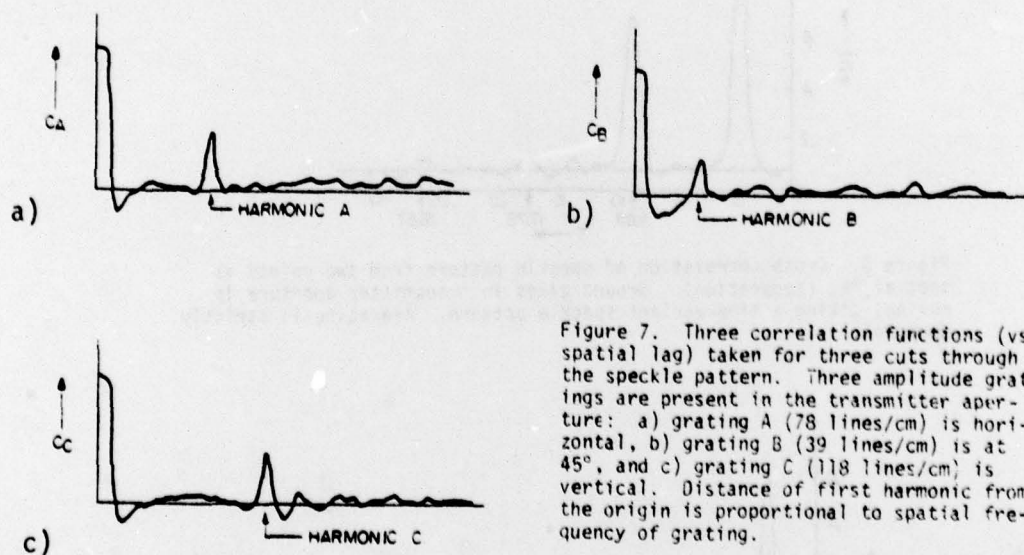 CA
a)
HARMONIC A
CB
b)
HARMONIC B
CC
c)
HARMONIC C
Figure 7. Three correlation functions (vs
spatial lag) taken for three cuts through
the speckle pattern. Three amplitude grat
ings are present in the transmitter aper-
ture: a) grating A (78 lines/cm) is hori-
zontal, b) grating B (39 lines/cm) is at
45°, and c) grating C (118 lines/cm) is
vertical. Distance of first harmonic from
the origin is proportional to spatial fre-
quency of grating.